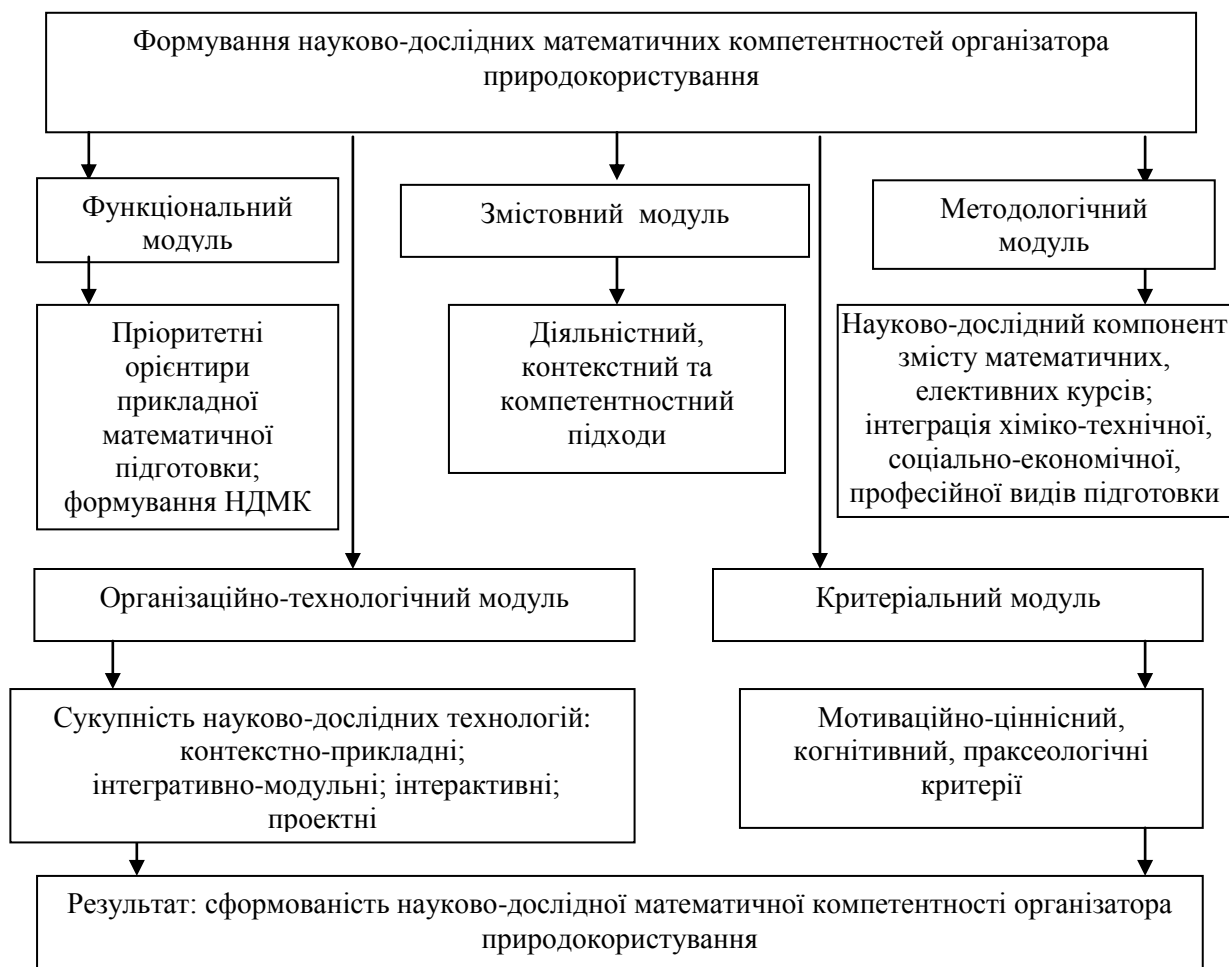 Формування науково-дослідних математичних компетентностей організатора
природокористування
Функціональний
модуль
Змістовний модуль
Методологічний
модуль
Пріоритетні
орієнтири
прикладної
математичної
підготовки;
формування НДМК
Діяльністний,
контекстний та
компетентностний
підходи
Науково-дослідний компонент
змісту математичних,
елективних курсів;
інтеграція хіміко-технічної,
соціально-економічної,
професійної видів підготовки
Організаційно-технологічний модуль
Критеріальний модуль
Сукупність науково-дослідних технологій:
контекстно-прикладні;
інтегративно-модульні; інтерактивні;
проектні
Мотиваційно-ціннісний,
когнітивний, праксеологічні
критерії
Результат: сформованість науково-дослідної математичної компетентності організатора
природокористування